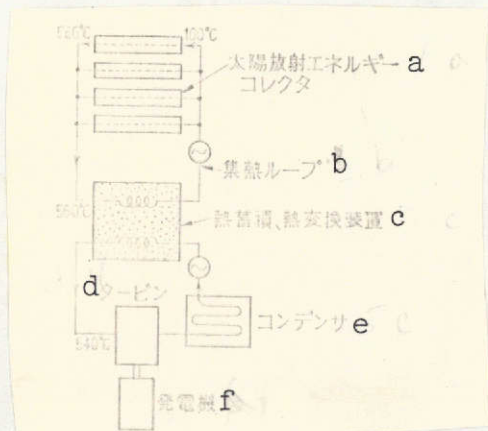 560°C 100°C
太陽放射エネルギー a
コレクタ
集熱ループ b
560°C
熱蓄積、熱変換装置 c
d タービン
コンデンサ e
540°C
発電機 f